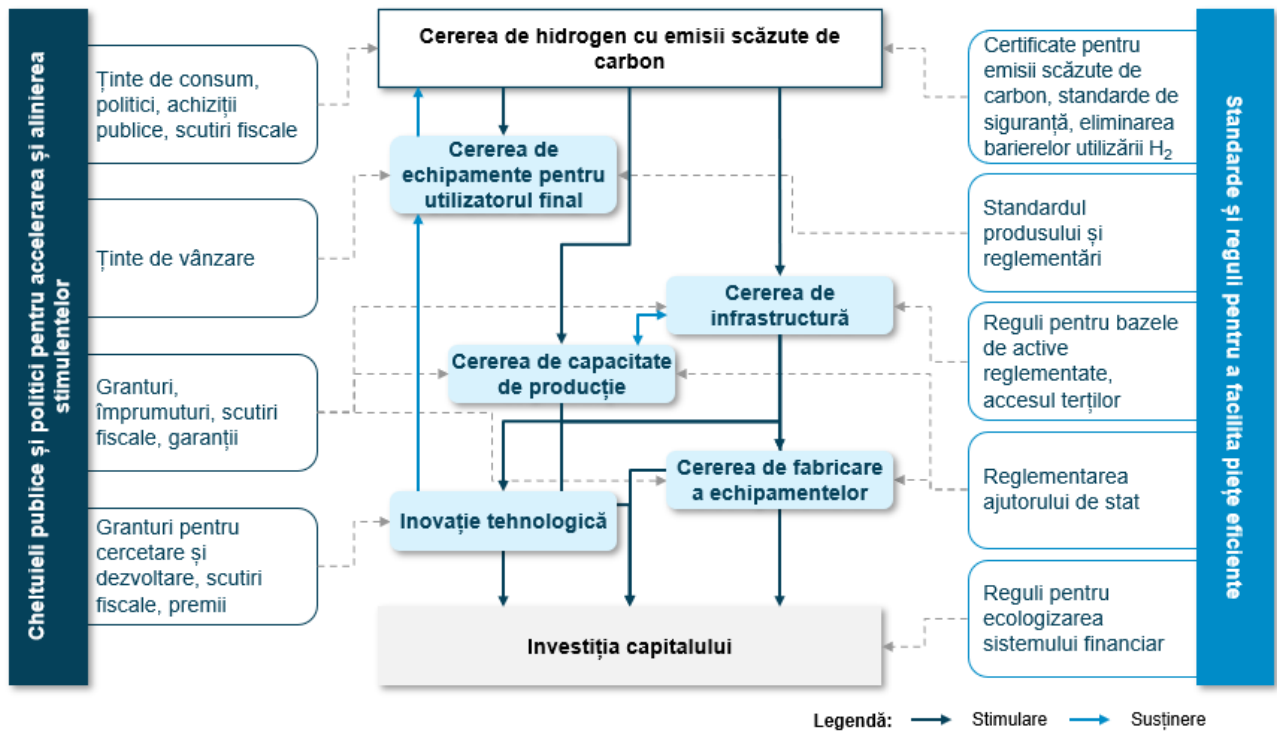 Cheltuieli publice și politici pentru accelerarea și alinierea
stimulentelor
Ținte de consum,
politici, achiziții
publice, scutiri fiscale
Ținte de vânzare
Granturi,
împrumuturi, scutiri
fiscale, garanții
Granturi pentru
cercetare și
dezvoltare, scutiri
fiscale, premii
Cererea de hidrogen cu emisii scăzute de
carbon
Cererea de
echipamente pentru
utilizatorul final
Cererea de
infrastructură
Cererea de capacitate
de producție
Cererea de fabricare
a echipamentelor
Inovație tehnologică
Investiția capitalului
Certificate pentru
emisii scăzute de
carbon, standarde de
siguranță, eliminarea
barierelor utilizării H₂
Standardul
produsului și
reglementări
Reguli pentru bazele
de active
reglementate,
accesul terților
Reglementarea
ajutorului de stat
Reguli pentru
ecologizarea
sistemului financiar
Standarde și reguli pentru a facilita piețe eficiente
Legendă: Stimulare Susținere